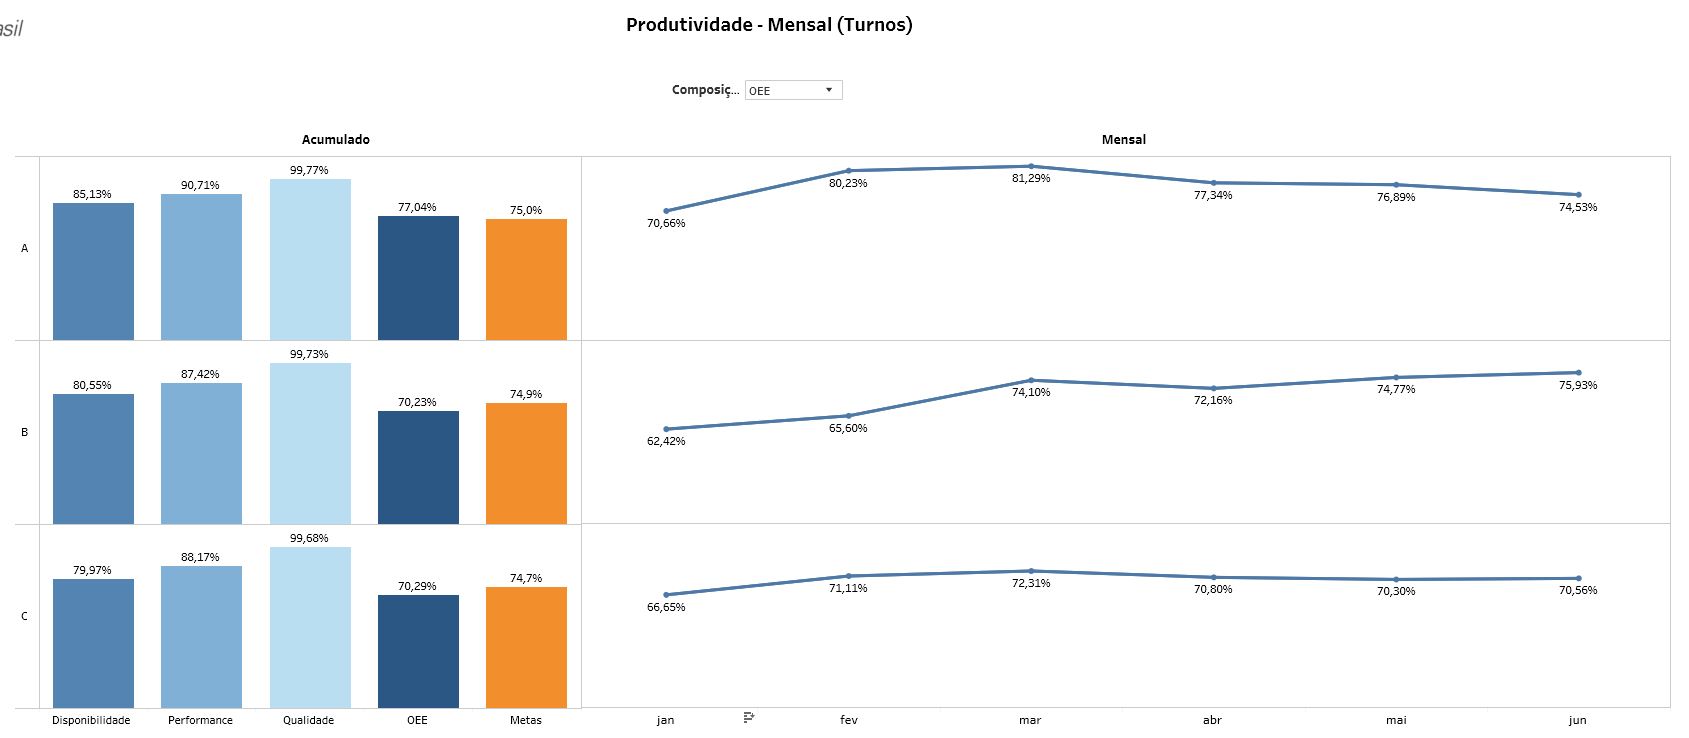 Produtividade - Mensal (Turnos)
asil
Composiç... OEE
Acumulado
Mensal
A
85,13% 90,71% 99,77% 77,04% 75,0%
70,66% 80,23% 81,29% 77,34% 76,89% 74,53%
B
80,55% 87,42% 99,73% 70,23% 74,9%
62,42% 65,60% 74,10% 72,16% 74,77% 75,93%
C
79,97% 88,17% 99,68% 70,29% 74,7%
66,65% 71,11% 72,31% 70,80% 70,30% 70,56%
Disponibilidade Performance Qualidade OEE Metas
jan fev mar abr mai jun